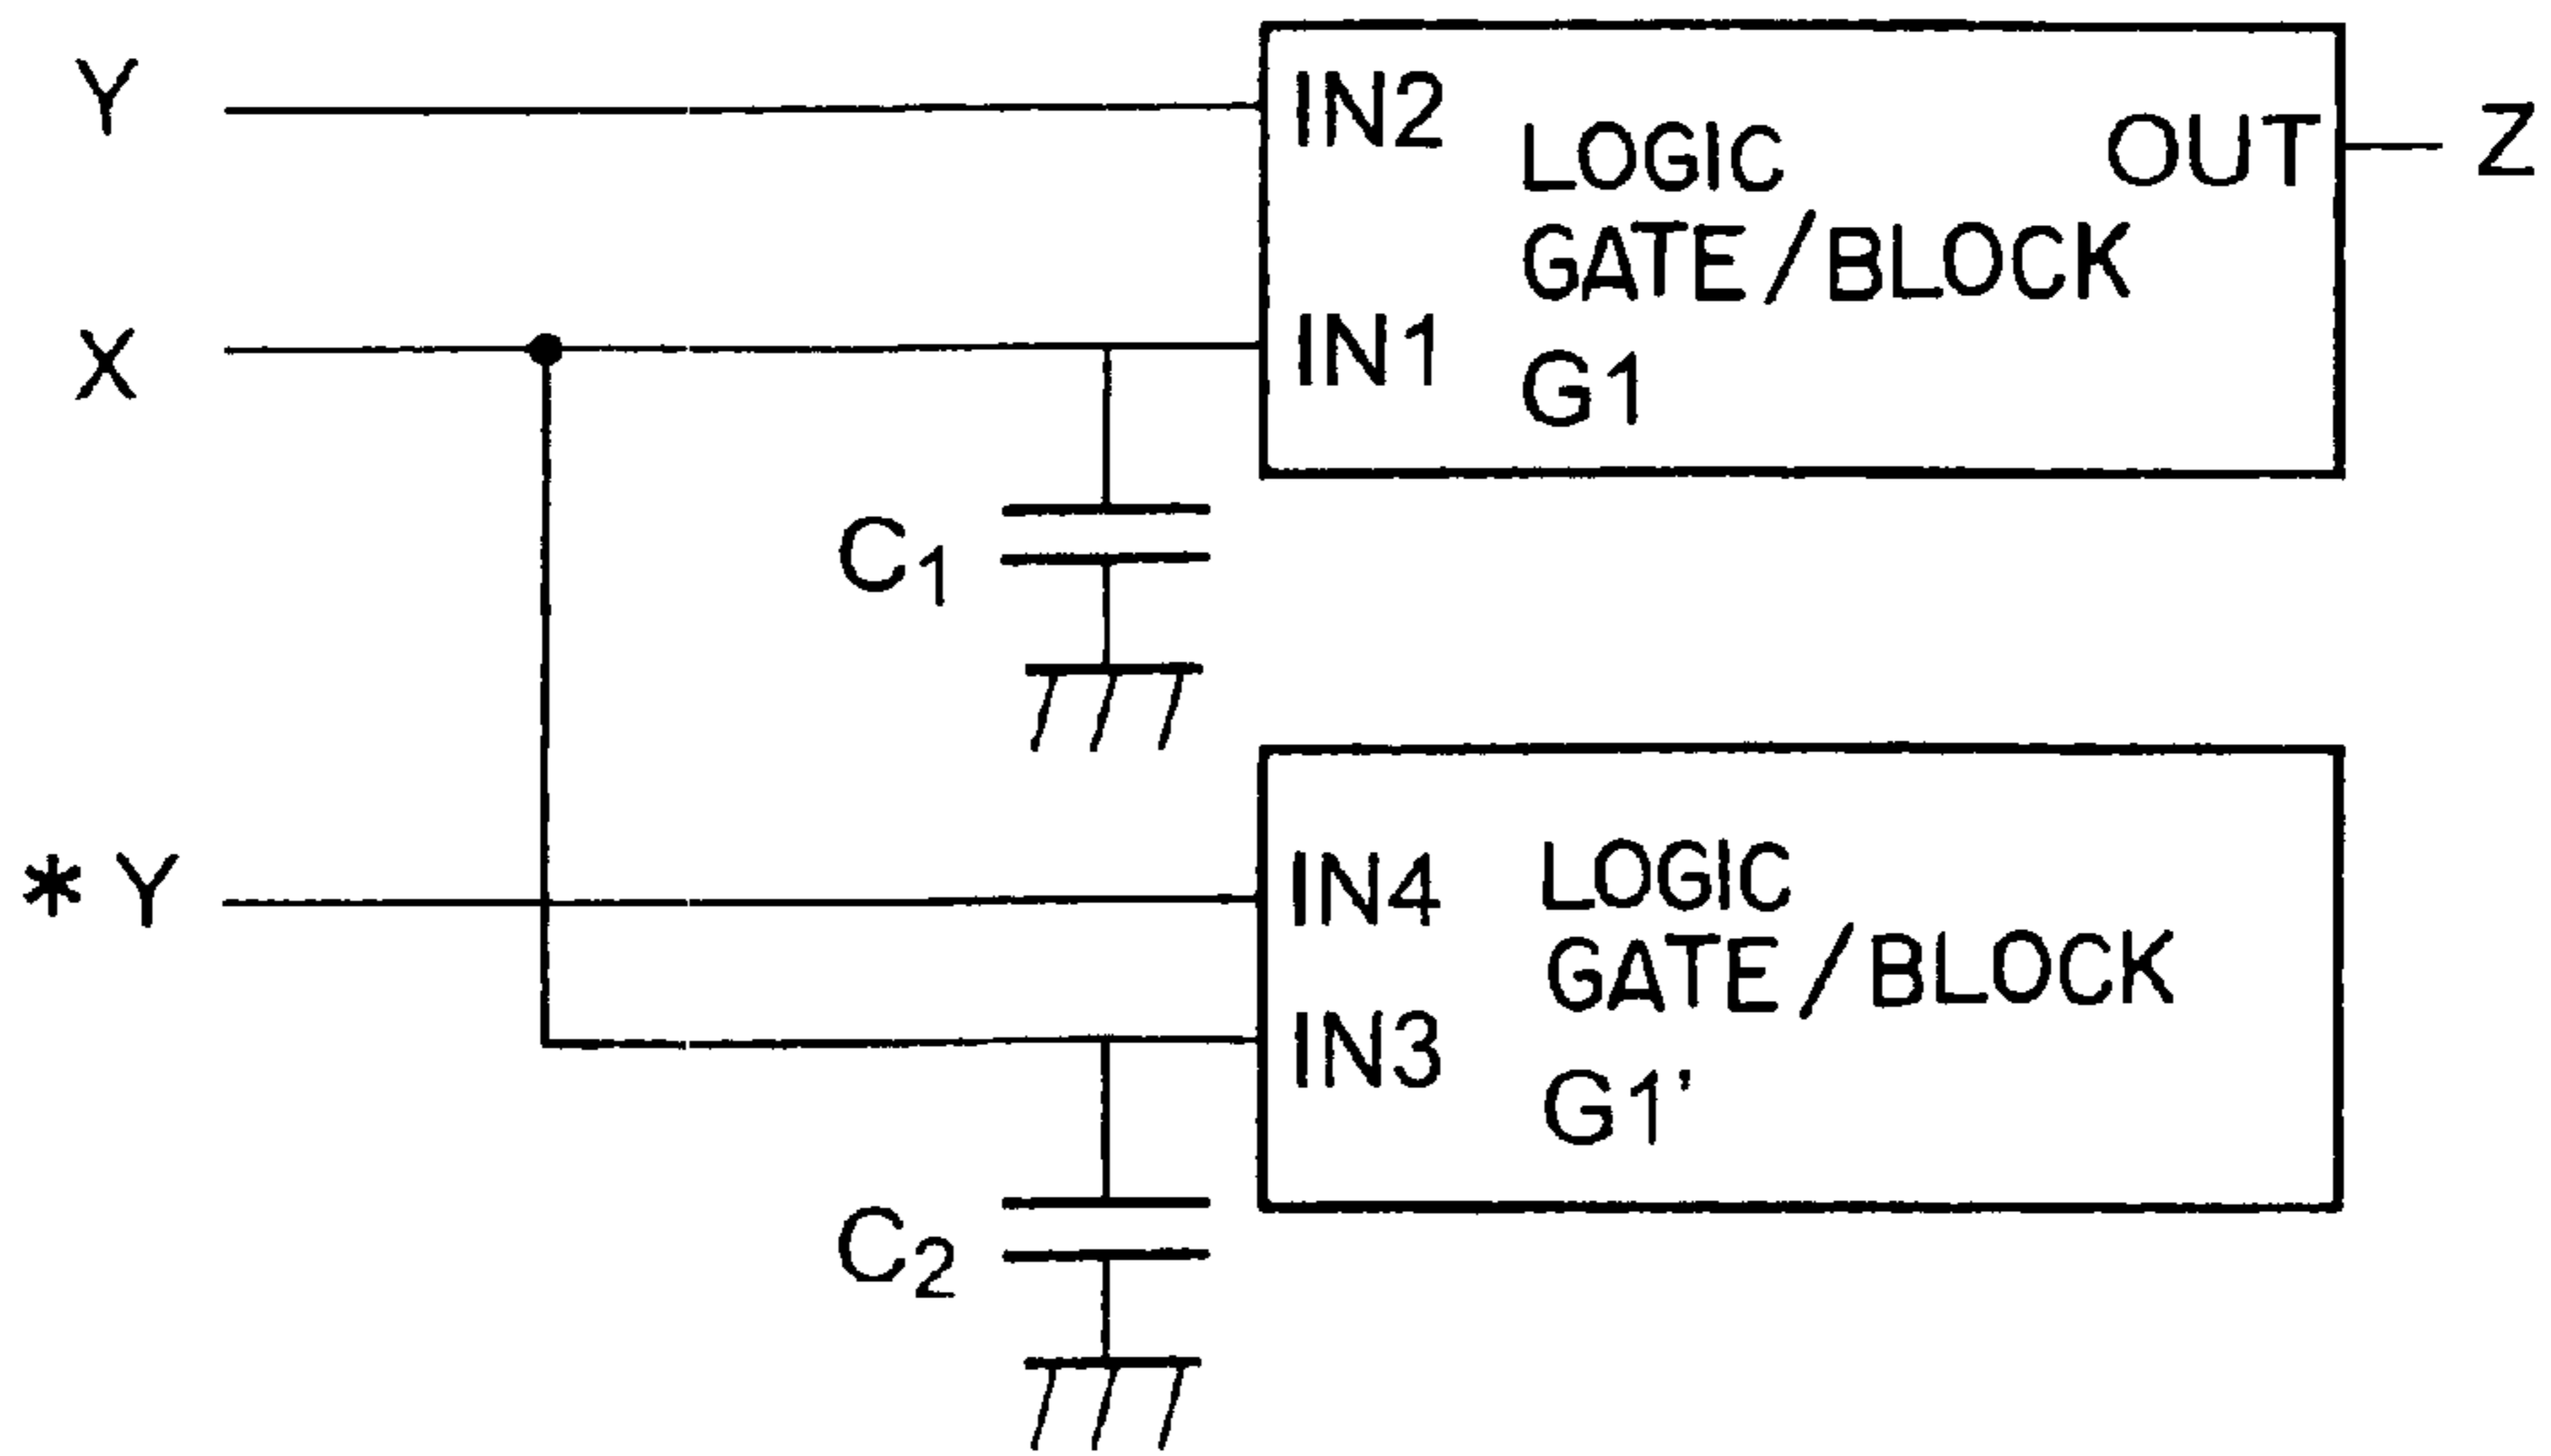 Y
IN2
LOGIC
GATE/BLOCK
G1
OUT
Z
X
IN1
C1
* Y
IN4
LOGIC
GATE/BLOCK
G1'
IN3
C2